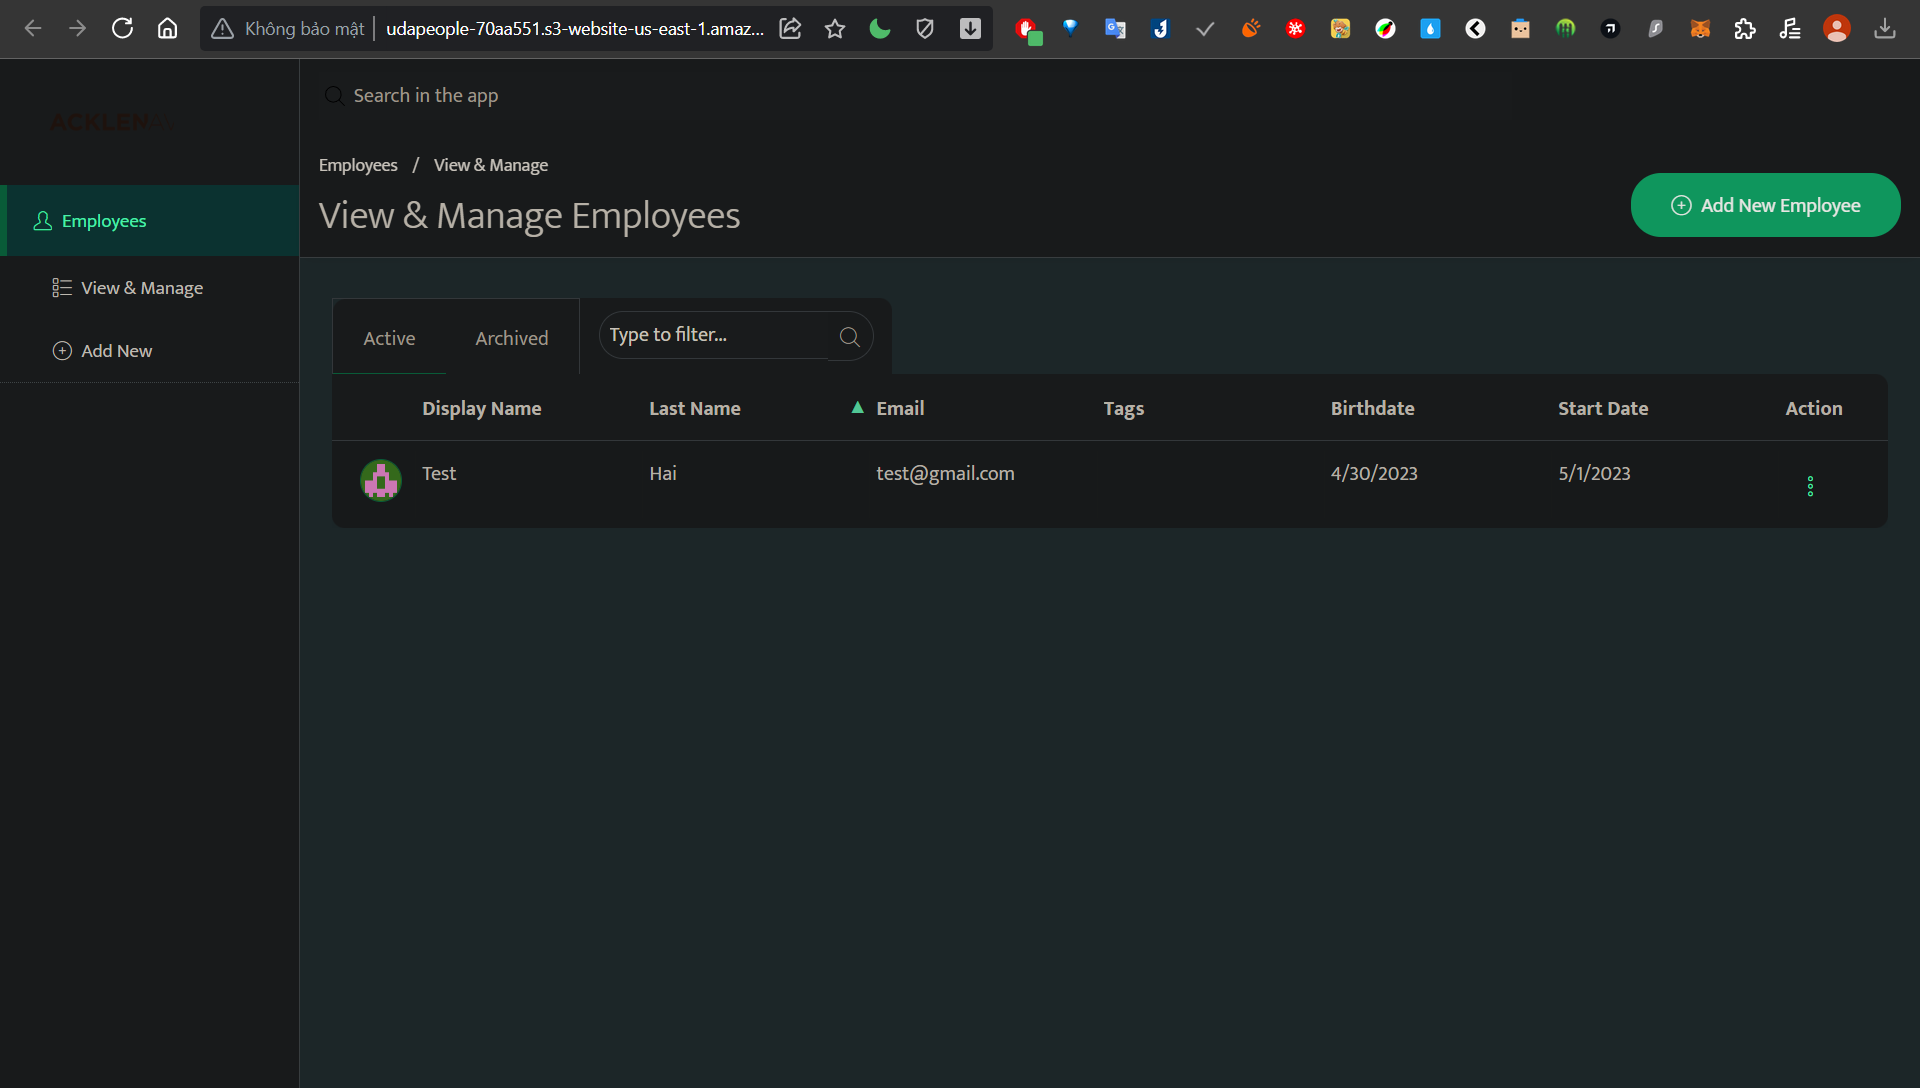 Không bảo mật
udapeople-70aa551.s3-website-us-east-1.amaz...
Search in the app
Employees / View & Manage
View & Manage Employees
Add New Employee
Employees
View & Manage
Add New
Active Archived Type to filter...
Display Name Last Name ▲ Email Tags Birthdate Start Date Action
Test Hai test@gmail.com 4/30/2023 5/1/2023